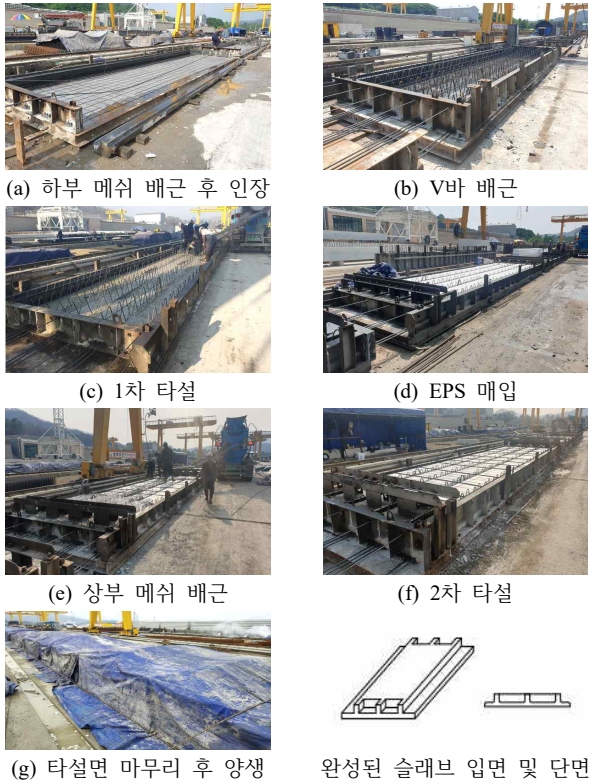 (a) 하부 메쉬 배근 후 인장
(b) V바 배근
(c) 1차 타설
(d) EPS 매입
(e) 상부 메쉬 배근
(f) 2차 타설
(g) 타설면 마무리 후 양생
완성된 슬래브 입면 및 단면